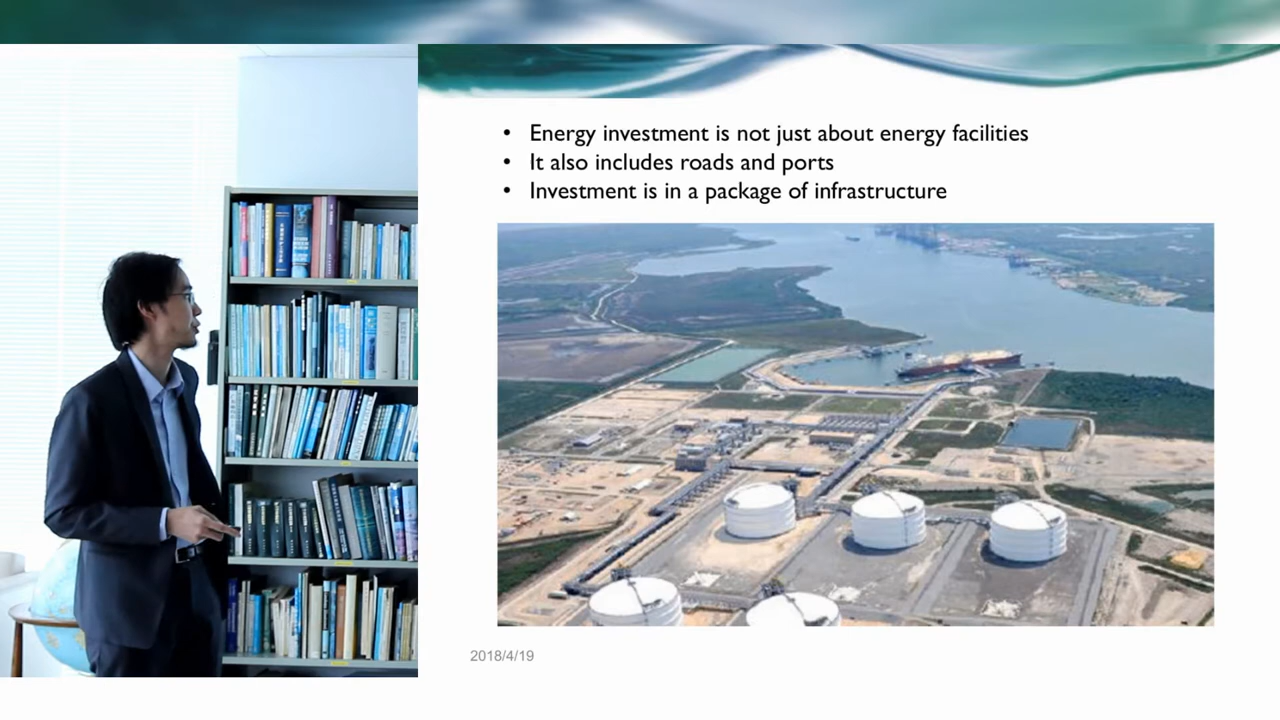 • Energy investment is not just about energy facilities
• It also includes roads and ports
• Investment is in a package of infrastructure
2018/4/19